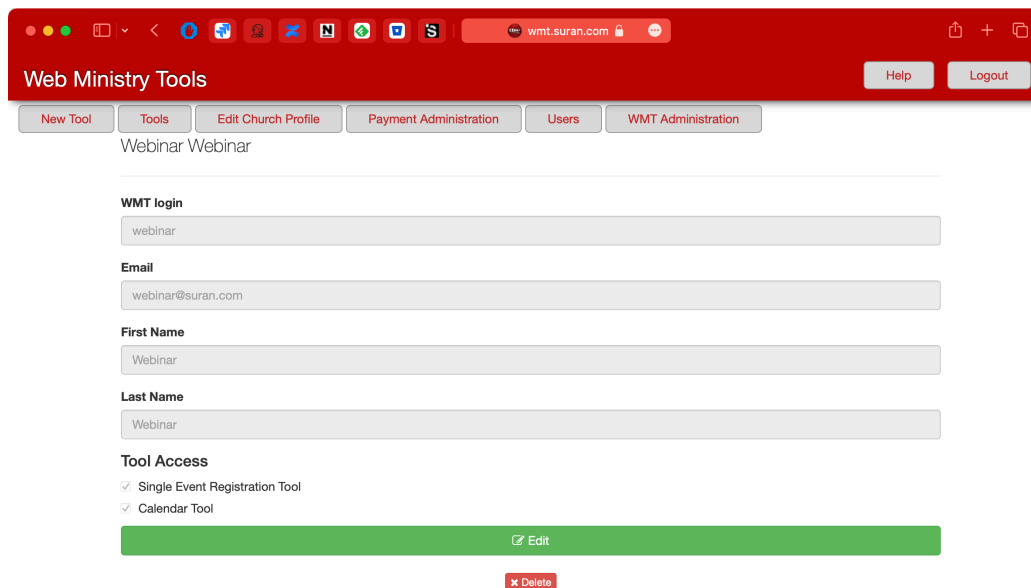 wmt.suran.com
Web Ministry Tools
Help
Logout
New Tool
Tools
Edit Church Profile
Payment Administration
Users
WMT Administration
Webinar Webinar
WMT login
webinar
Email
webinar@suran.com
First Name
Webinar
Last Name
Webinar
Tool Access
Single Event Registration Tool
Calendar Tool
Edit
Delete